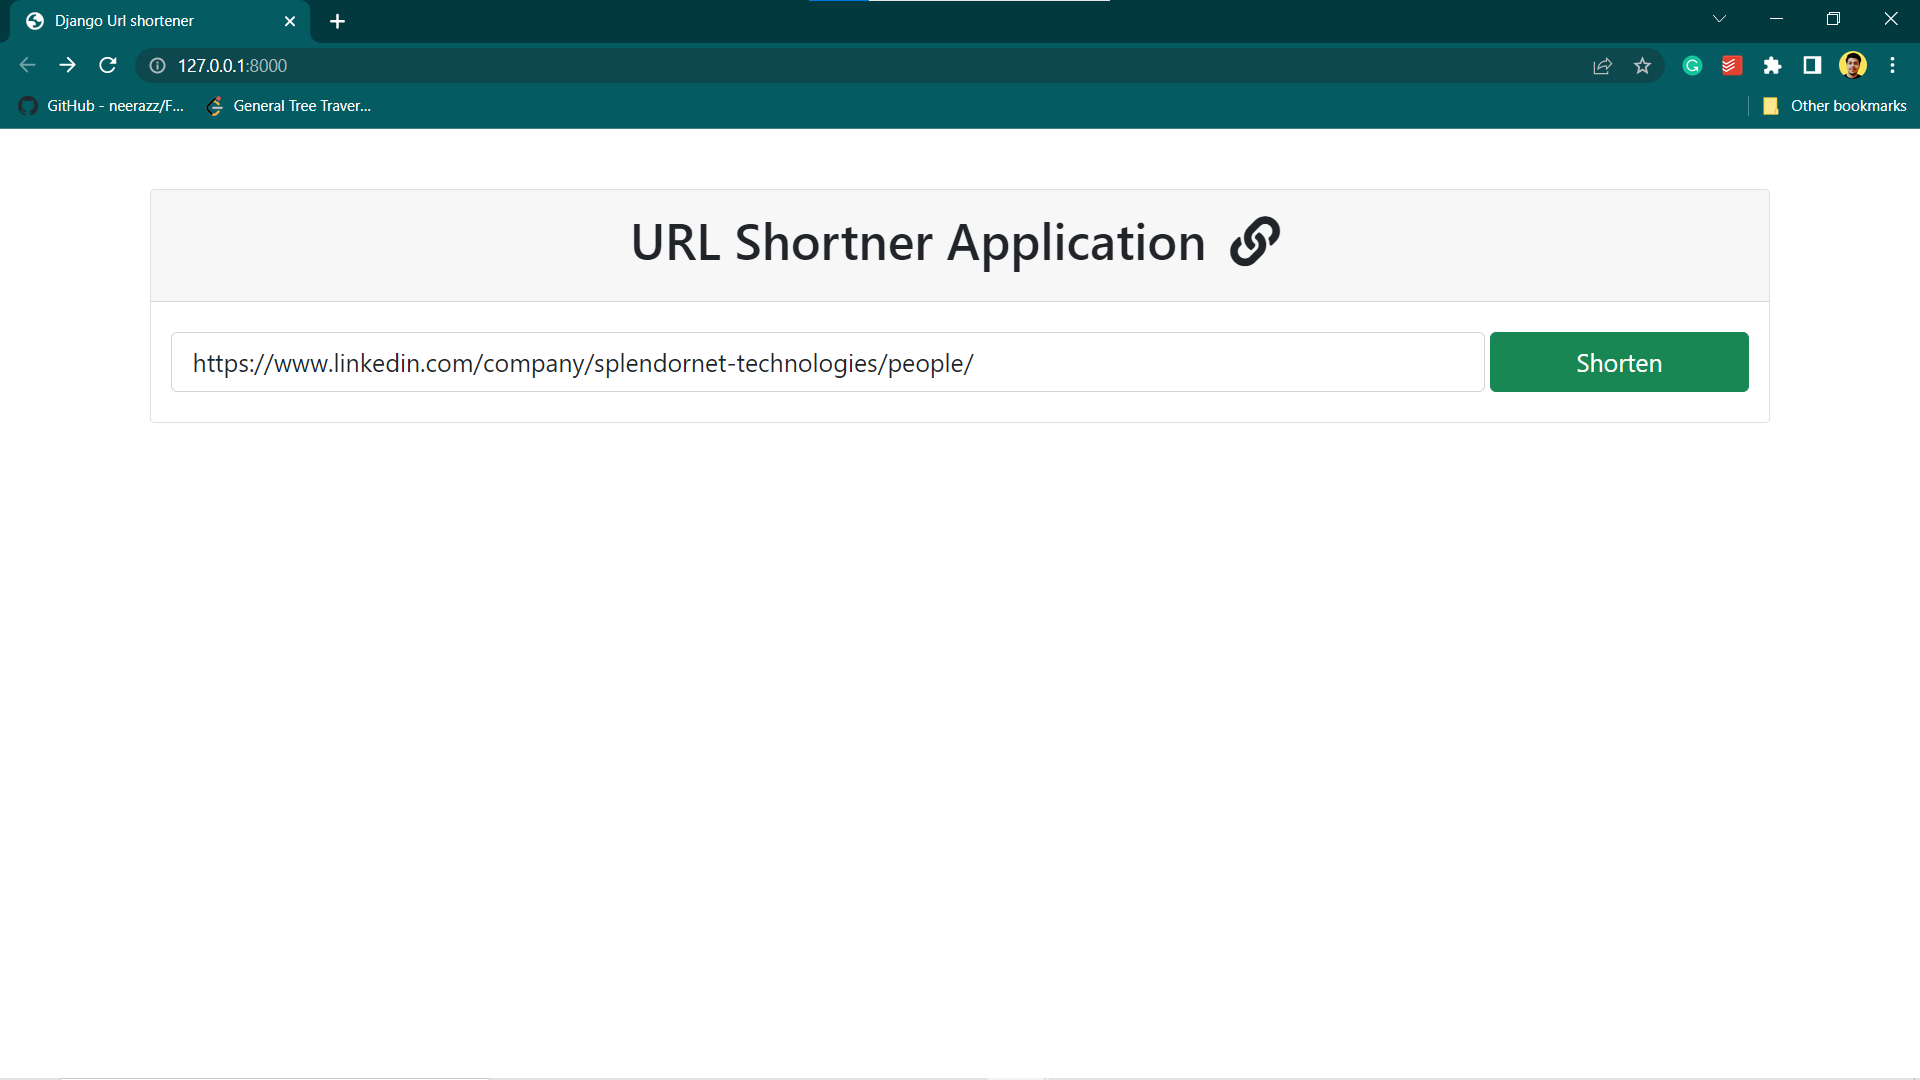 Django Url shortener
127.0.0.1:8000
GitHub - neerazz/F... General Tree Traver... Other bookmarks
URL Shortner Application
https://www.linkedin.com/company/splendornet-technologies/people/ Shorten